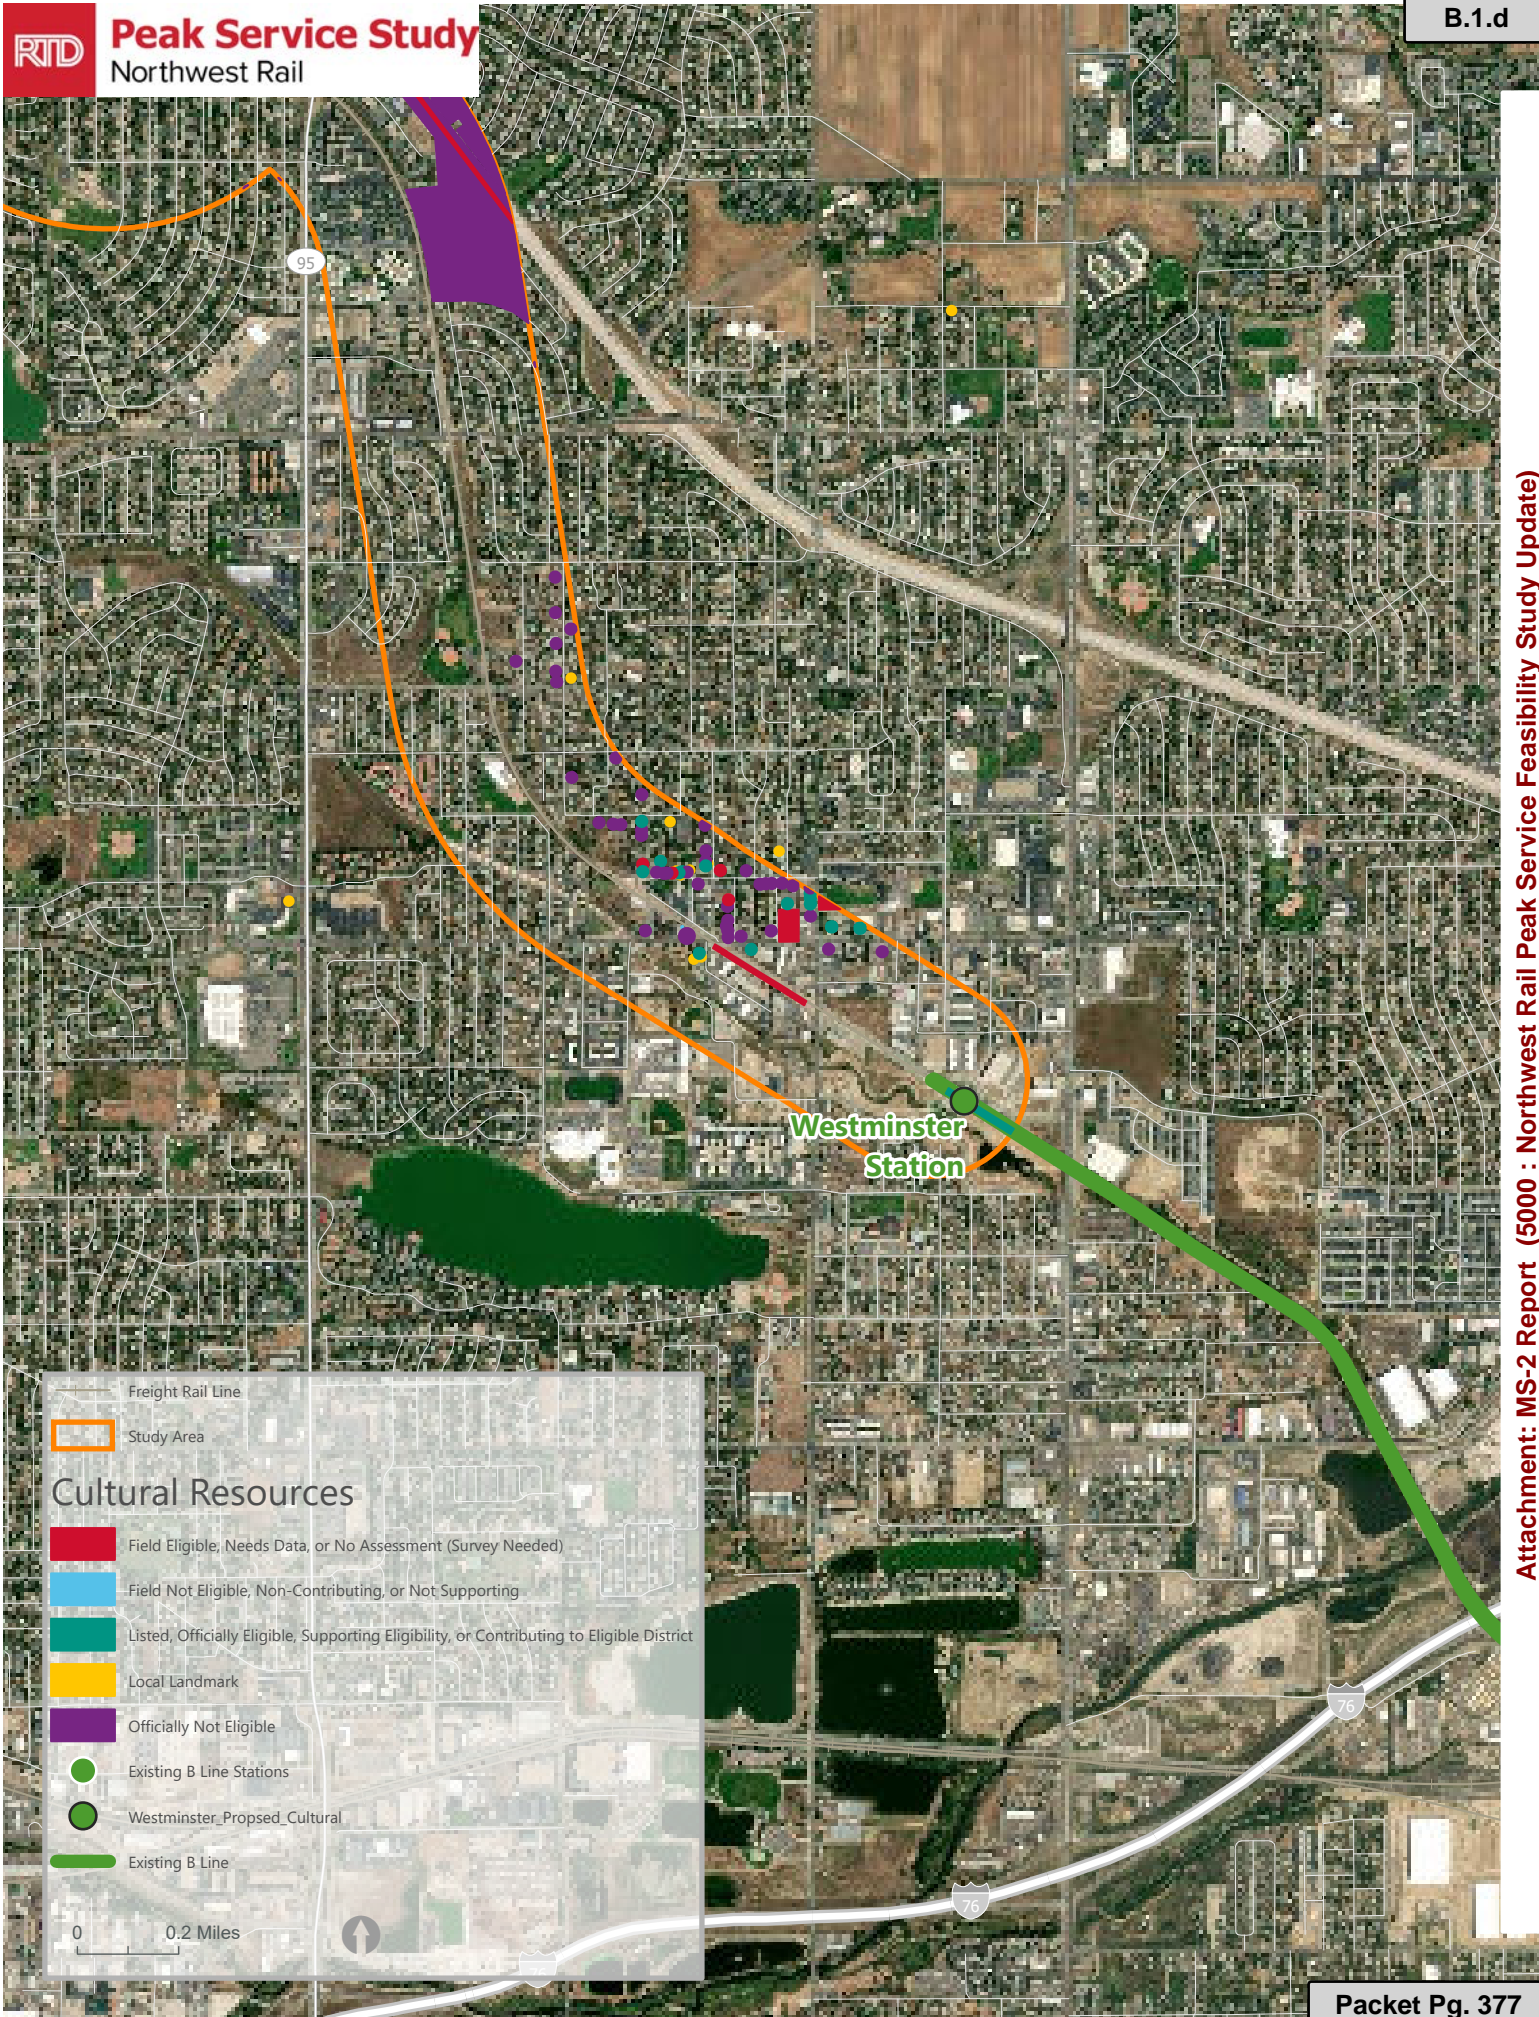 B.1.d
RTD
Peak Service Study
Northwest Rail
95
Westminster
Station
Attachment: MS-2 Report (5000 : Northwest Rail Peak Service Feasibility Study Update)
Freight Rail Line
Study Area
Cultural Resources
Field Eligible, Needs Data, or No Assessment (Survey Needed)
Field Not Eligible, Non-Contributing, or Not Supporting
Listed, Officially Eligible, Supporting Eligibility, or Contributing to Eligible District
Local Landmark
Officially Not Eligible
Existing B Line Stations
Westminster_Propsed_Cultural
Existing B Line
0 0.2 Miles
76
76
76
Packet Pg. 377